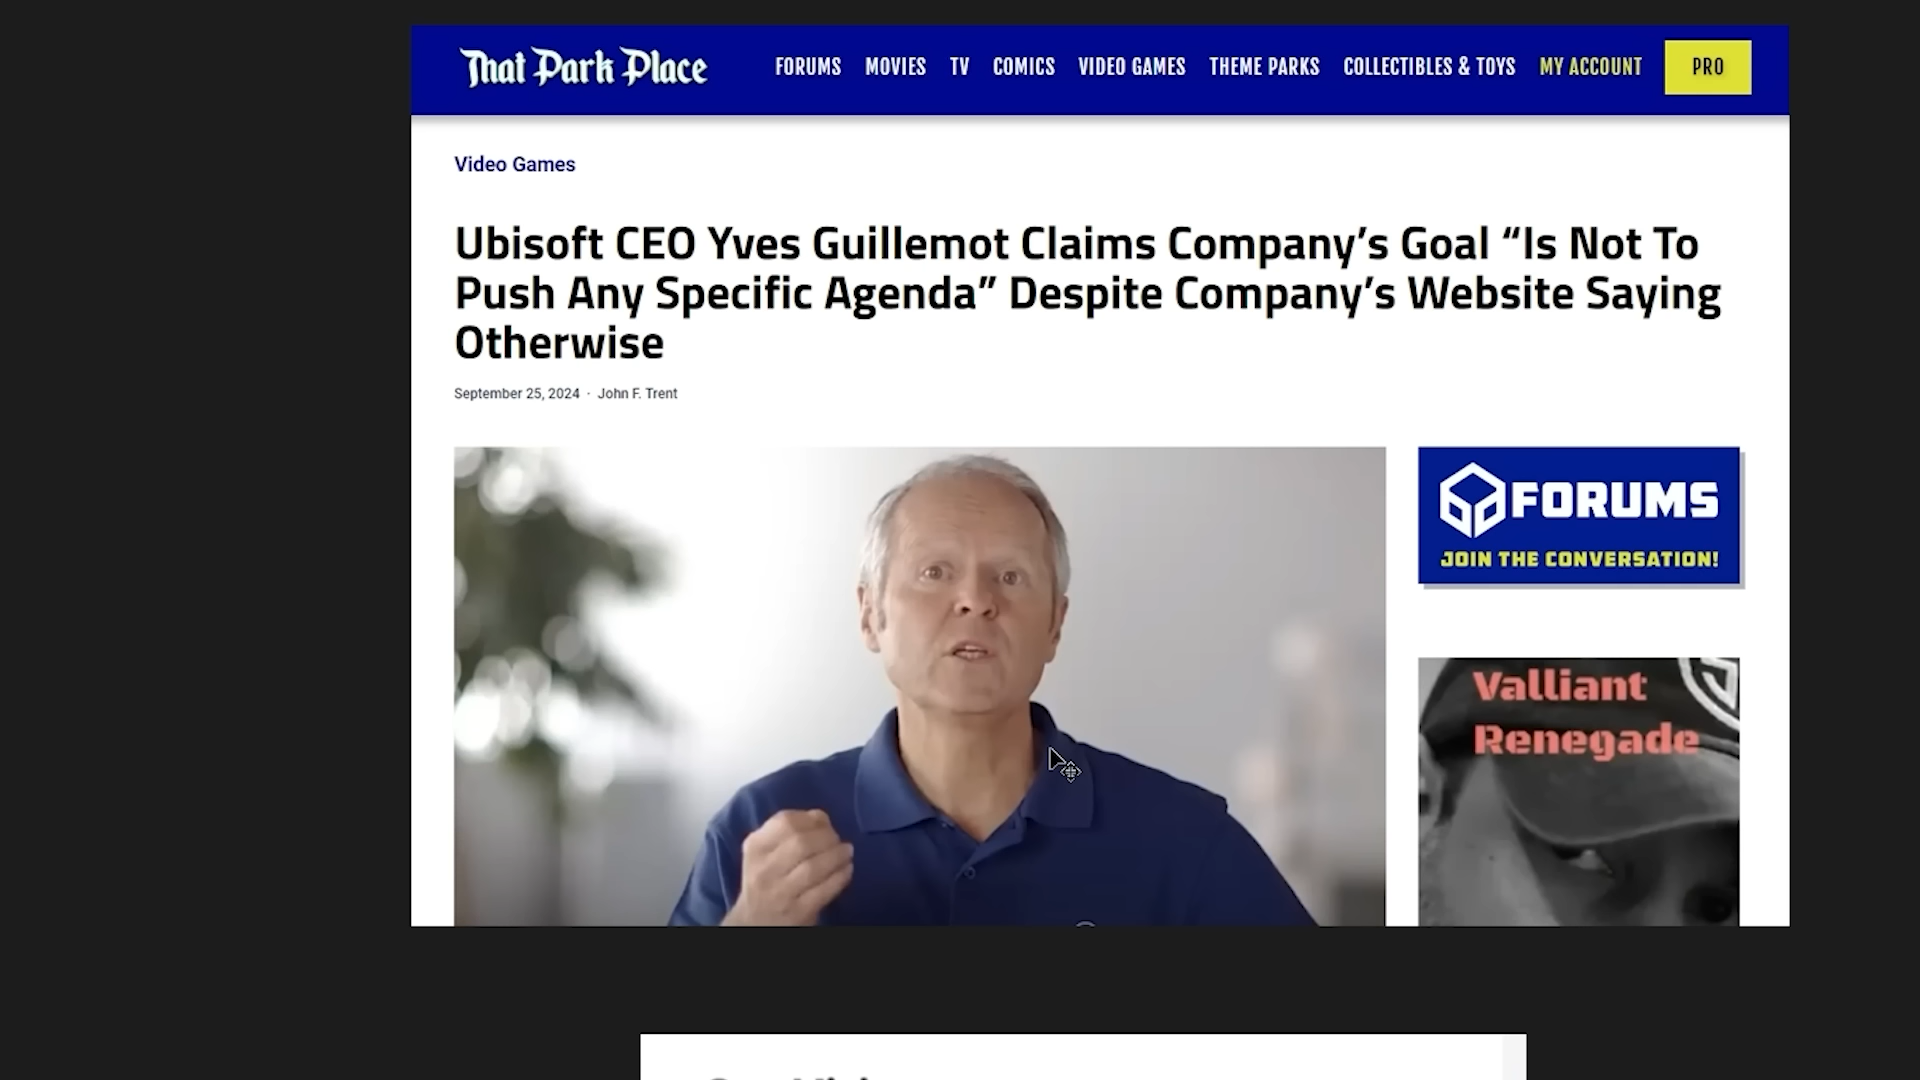 That Park Place
FORUMS MOVIES TV COMICS VIDEO GAMES THEME PARKS COLLECTIBLES & TOYS MY ACCOUNT PRO
Video Games
Ubisoft CEO Yves Guillemot Claims Company’s Goal “Is Not To
Push Any Specific Agenda” Despite Company’s Website Saying
Otherwise
September 25, 2024 · John F. Trent
FORUMS
JOIN THE CONVERSATION!
Valliant
Renegade